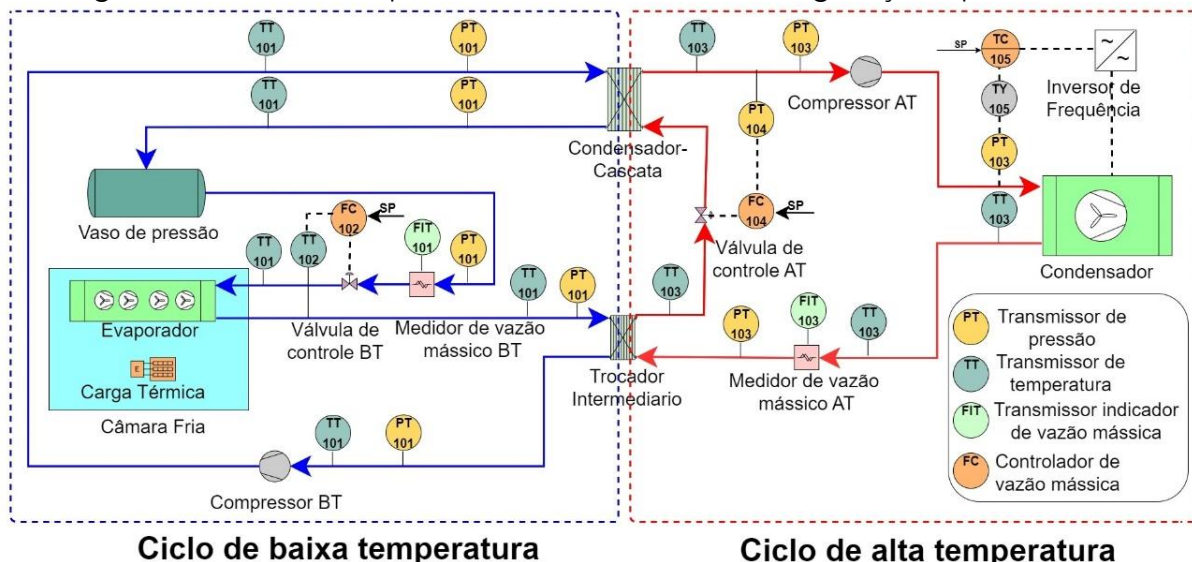 TT
101
PT
101
TT
101
PT
101
Vaso de pressão
FC
102
SP
TT
102
TT
101
FIT
101
PT
101
Evaporador
Válvula de
controle BT
Medidor de vazão
mássico BT
TT
101
PT
101
E
Carga Térmica
Câmara Fria
TT
101
PT
101
Compressor BT
Condensador-
Cascata
Trocador
Intermediario
TT
103
PT
103
Compressor AT
PT
104
FC
104
SP
Válvula de
controle AT
TT
103
PT
103
FIT
103
TT
103
Medidor de vazão
mássico AT
SP
TC
105
TY
105
PT
103
TT
103
~
~
Inversor de
Frequência
Condensador
PT
Transmissor de
pressão
TT
Transmissor de
temperatura
FIT
Transmissor indicador
de vazão mássica
FC
Controlador de
vazão mássica
Ciclo de baixa temperatura
Ciclo de alta temperatura